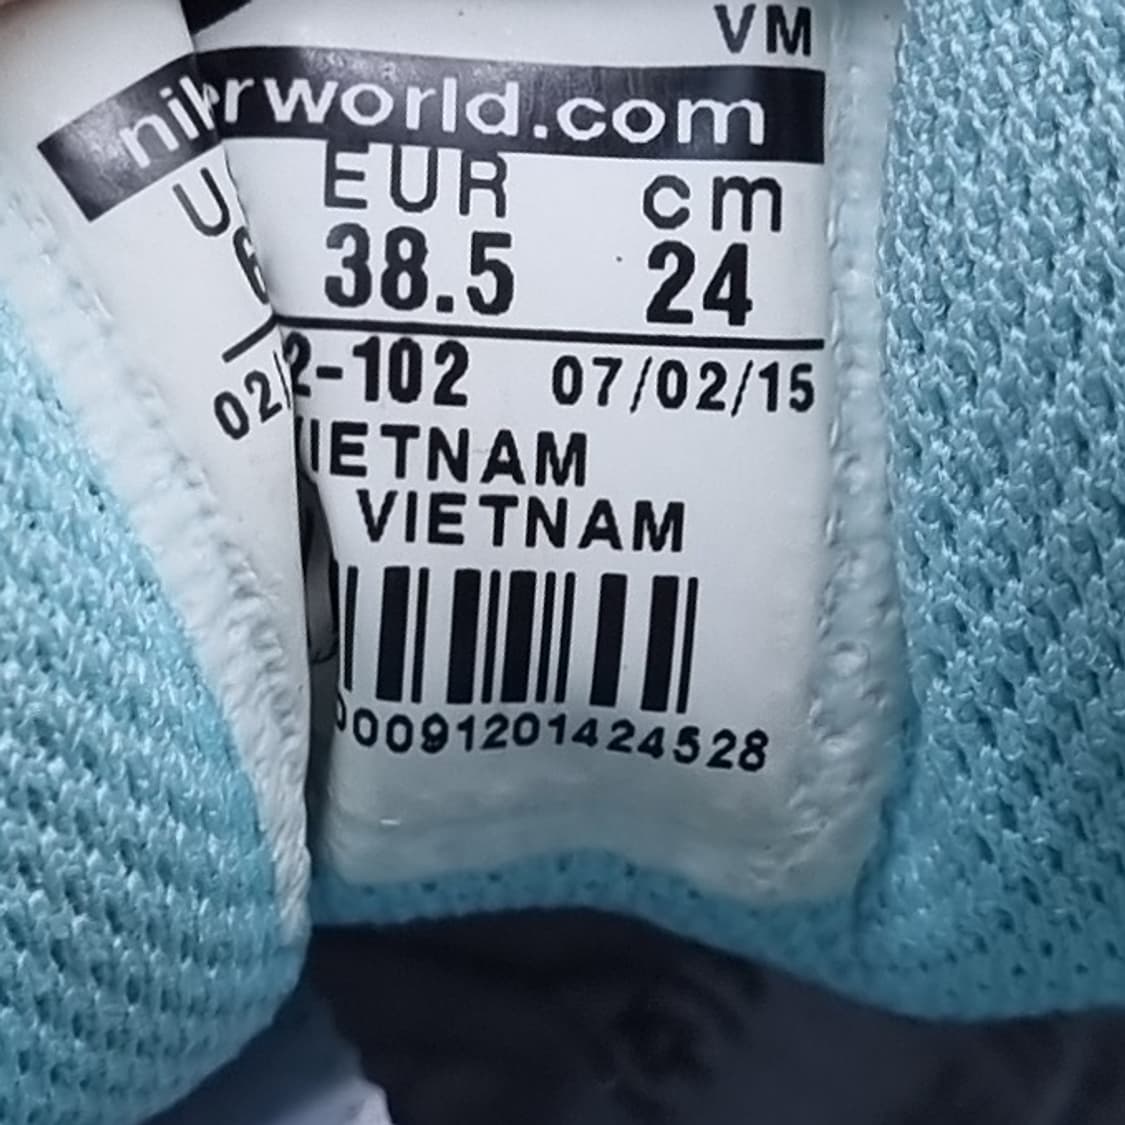 VM
rworld.com
EUR cm
38.5 24
2-102 07/02/15
IETNAM
VIETNAM
00091201424528